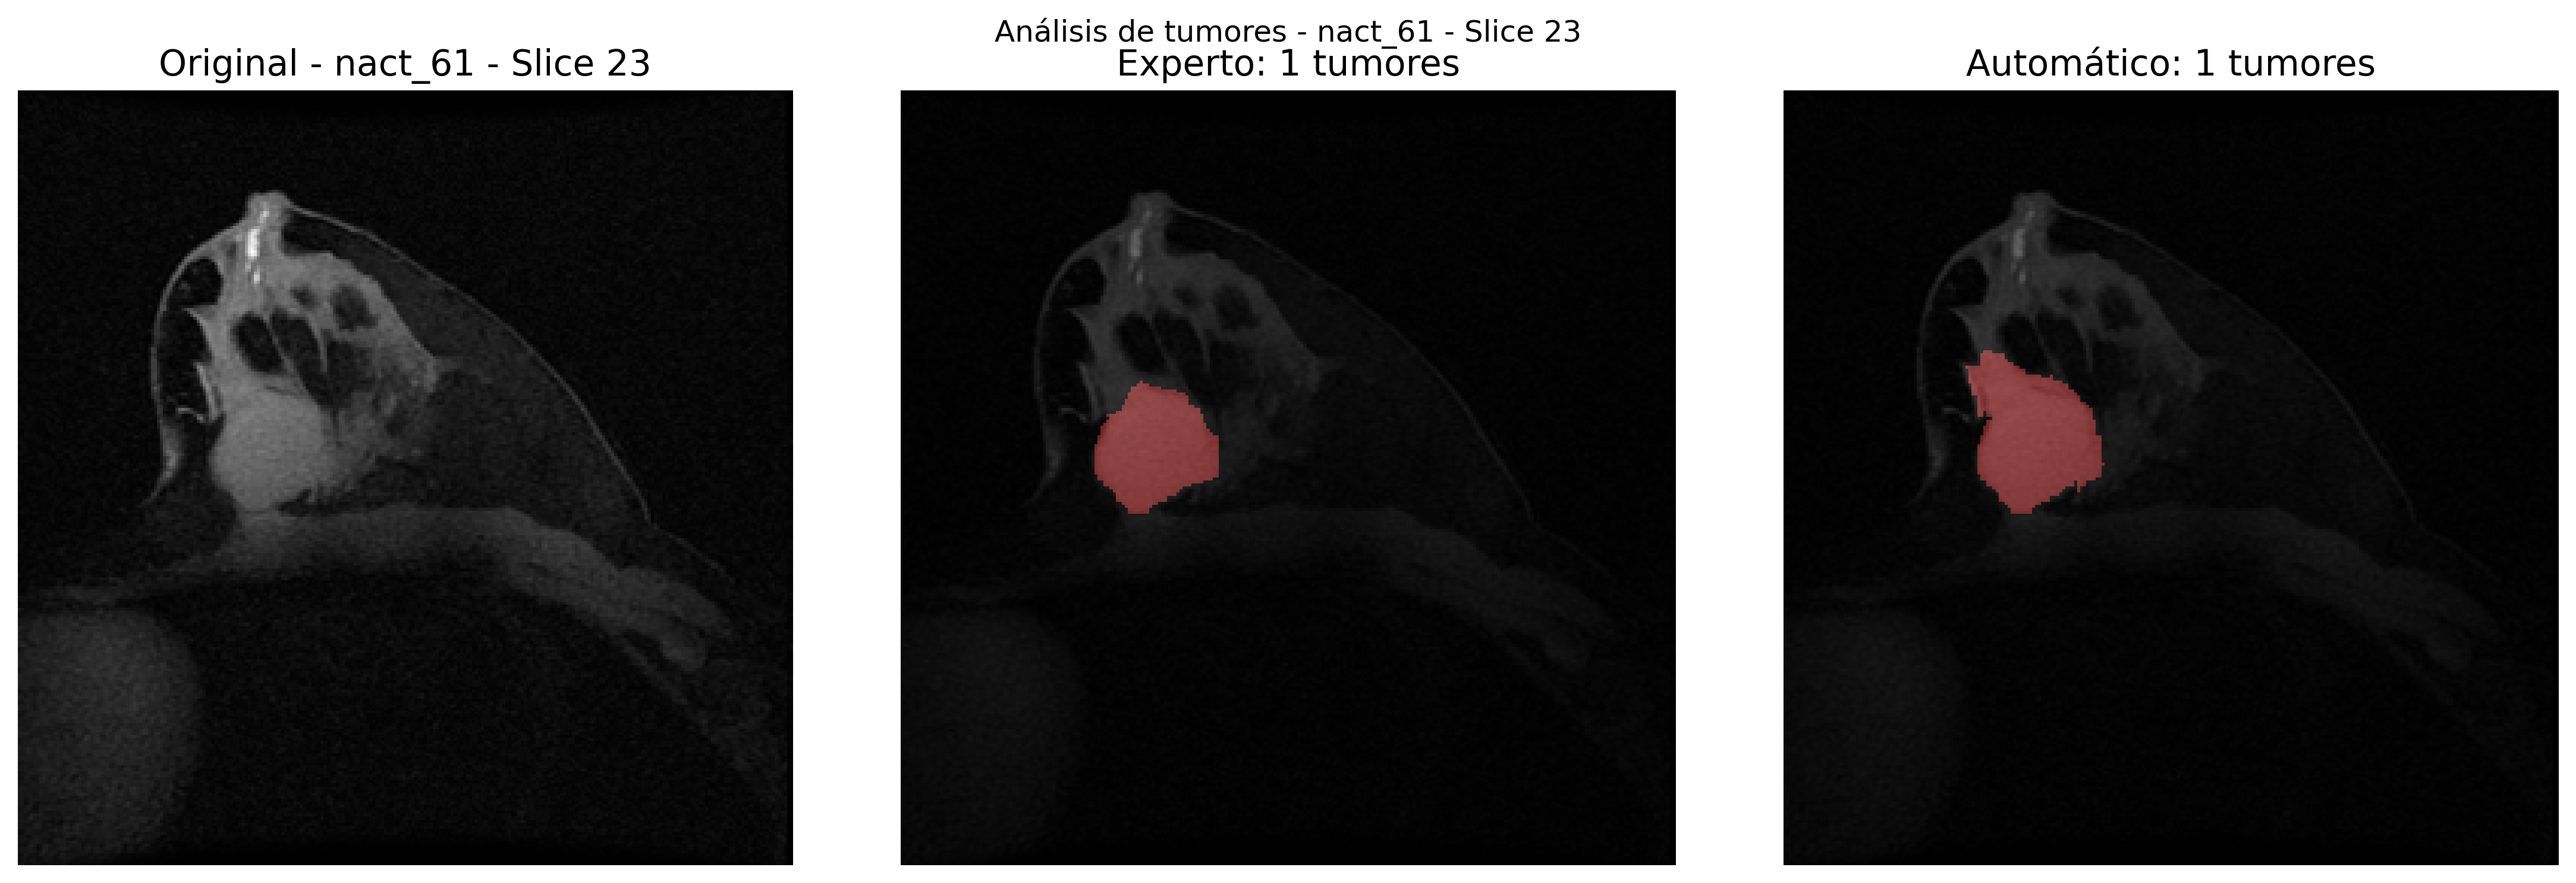 Análisis de tumores - nact_61 - Slice 23
Original - nact_61 - Slice 23
Experto: 1 tumores
Automático: 1 tumores